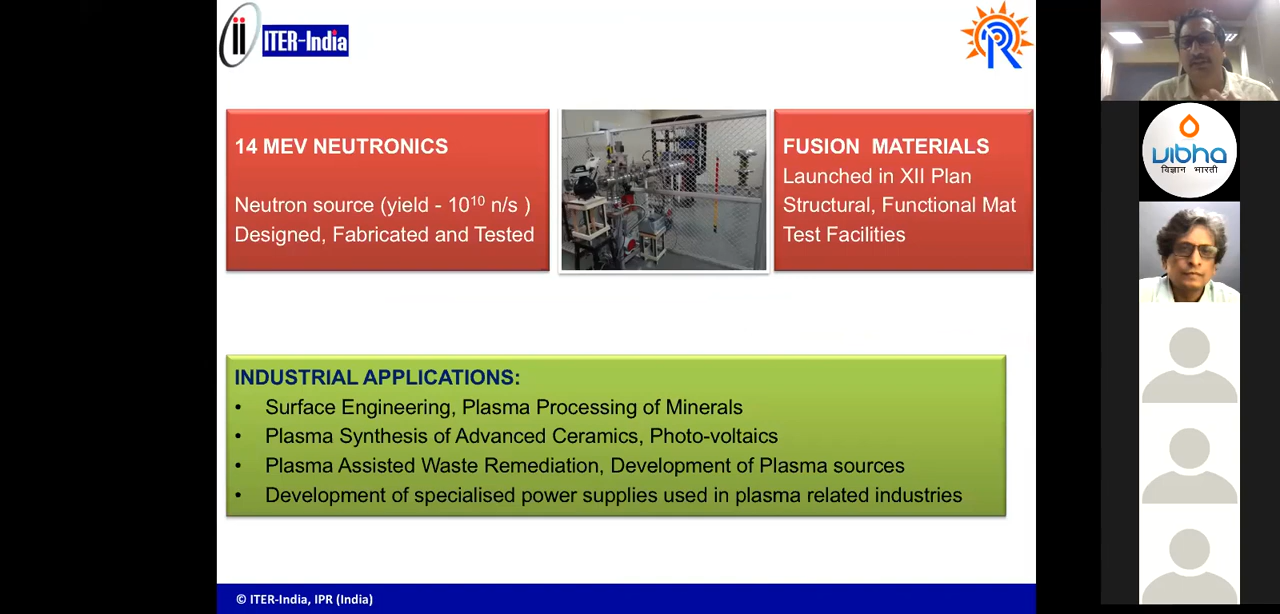 ii ITER-India
14 MEV NEUTRONICS
Neutron source (yield - 10¹⁰ n/s )
Designed, Fabricated and Tested
FUSION MATERIALS
Launched in XII Plan
Structural, Functional Mat
Test Facilities
INDUSTRIAL APPLICATIONS:
• Surface Engineering, Plasma Processing of Minerals
• Plasma Synthesis of Advanced Ceramics, Photo-voltaics
• Plasma Assisted Waste Remediation, Development of Plasma sources
• Development of specialised power supplies used in plasma related industries
© ITER-India, IPR (India)
vibha
विज्ञान भारती